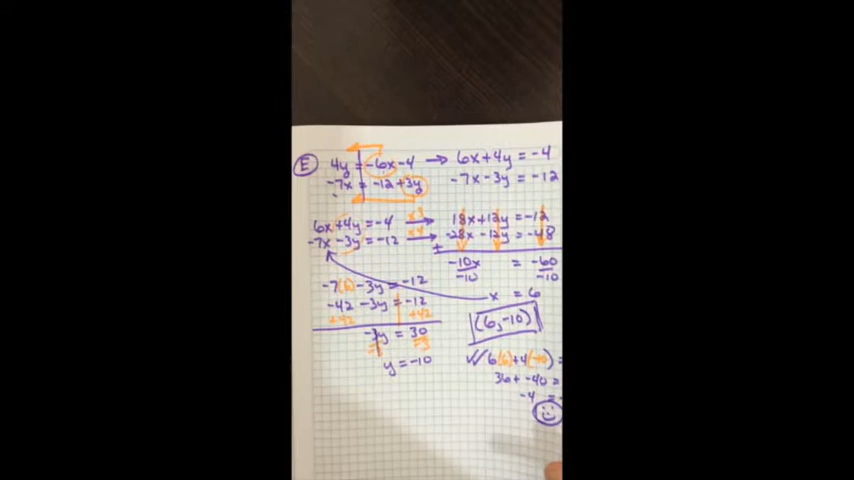 E 4y = -6x - 4 → 6x + 4y = -4
-7x = -12 + 3y -7x - 3y = -12
6x + 4y = -4 x3 → 18x + 12y = -12
-7x - 3y = -12 x4 → -28x - 12y = -48
+
-10x = -60
-10 -10
x = 6
(6, -10)
-7(6) - 3y = -12
-42 - 3y = -12
+42 +42
-3y = 30
-3 -3
y = -10
✓✓ 6(6) + 4(-10) =
36 + -40 =
-4 = -